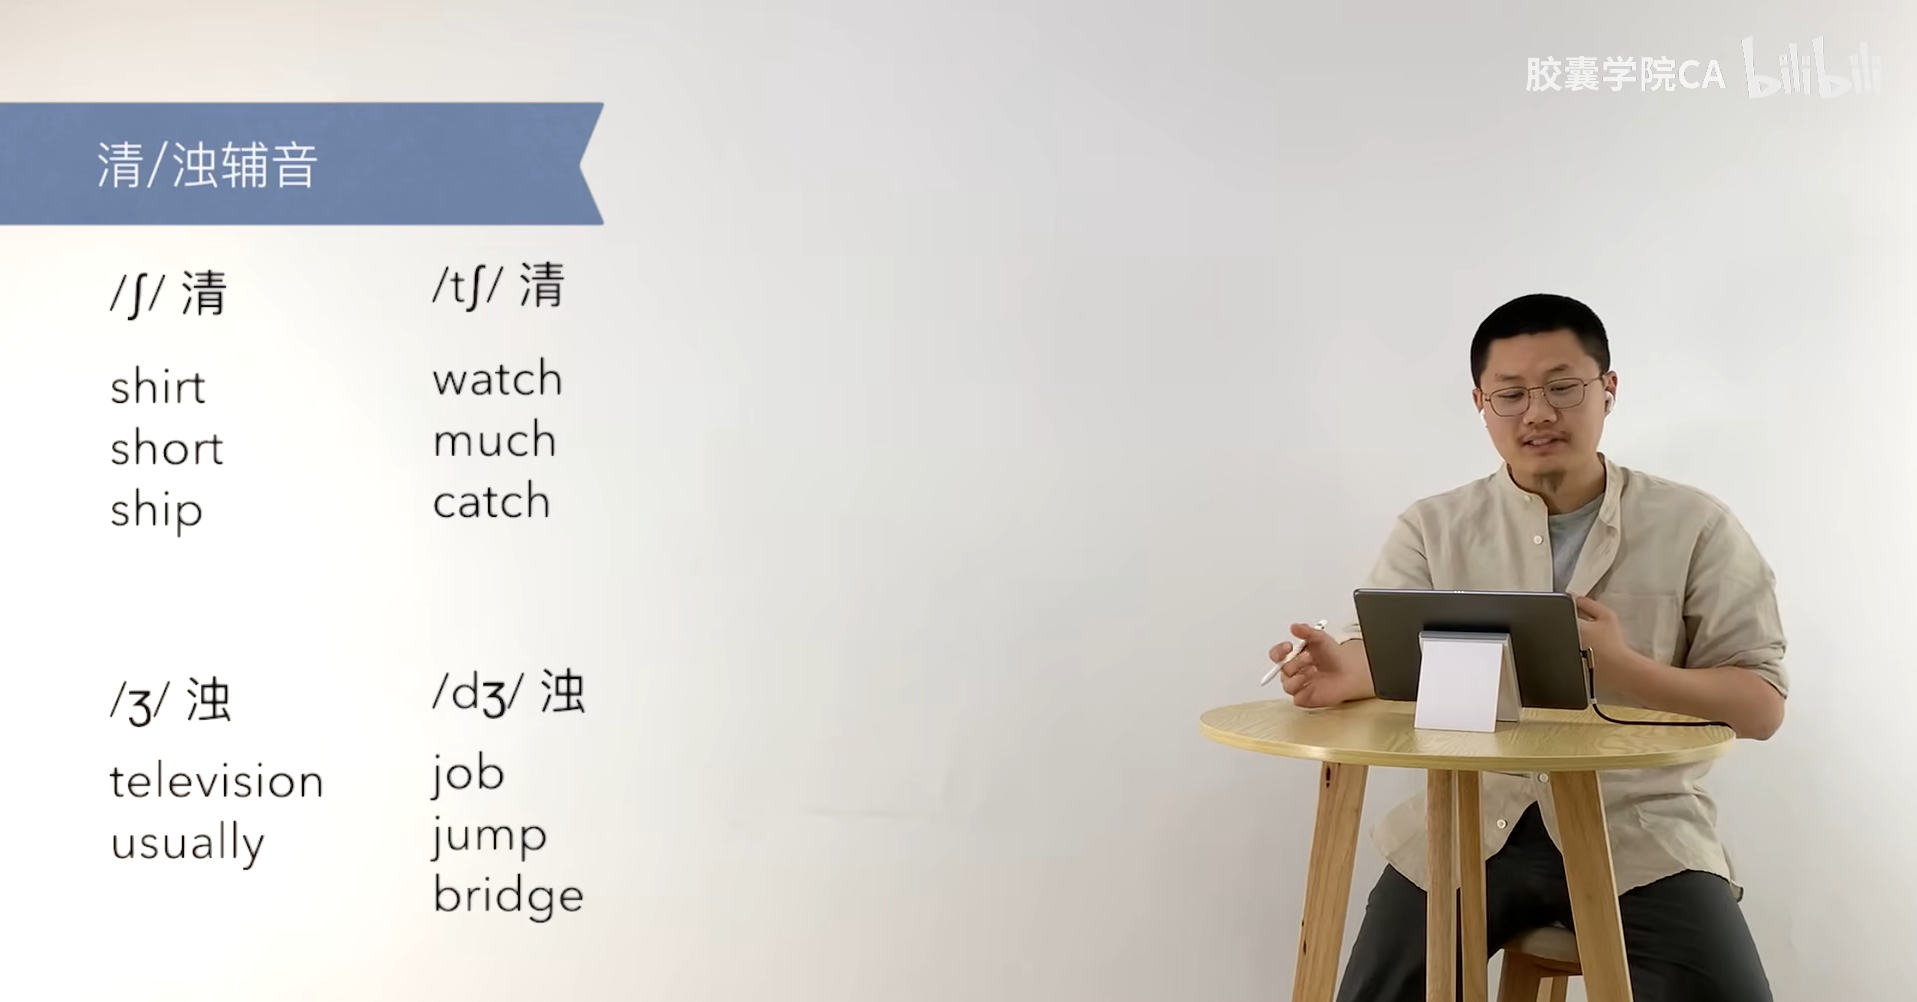 胶囊学院CA bilibili
清/浊辅音
/ʃ/ 清
shirt
short
ship
/tʃ/ 清
watch
much
catch
/ʒ/ 浊
television
usually
/dʒ/ 浊
job
jump
bridge